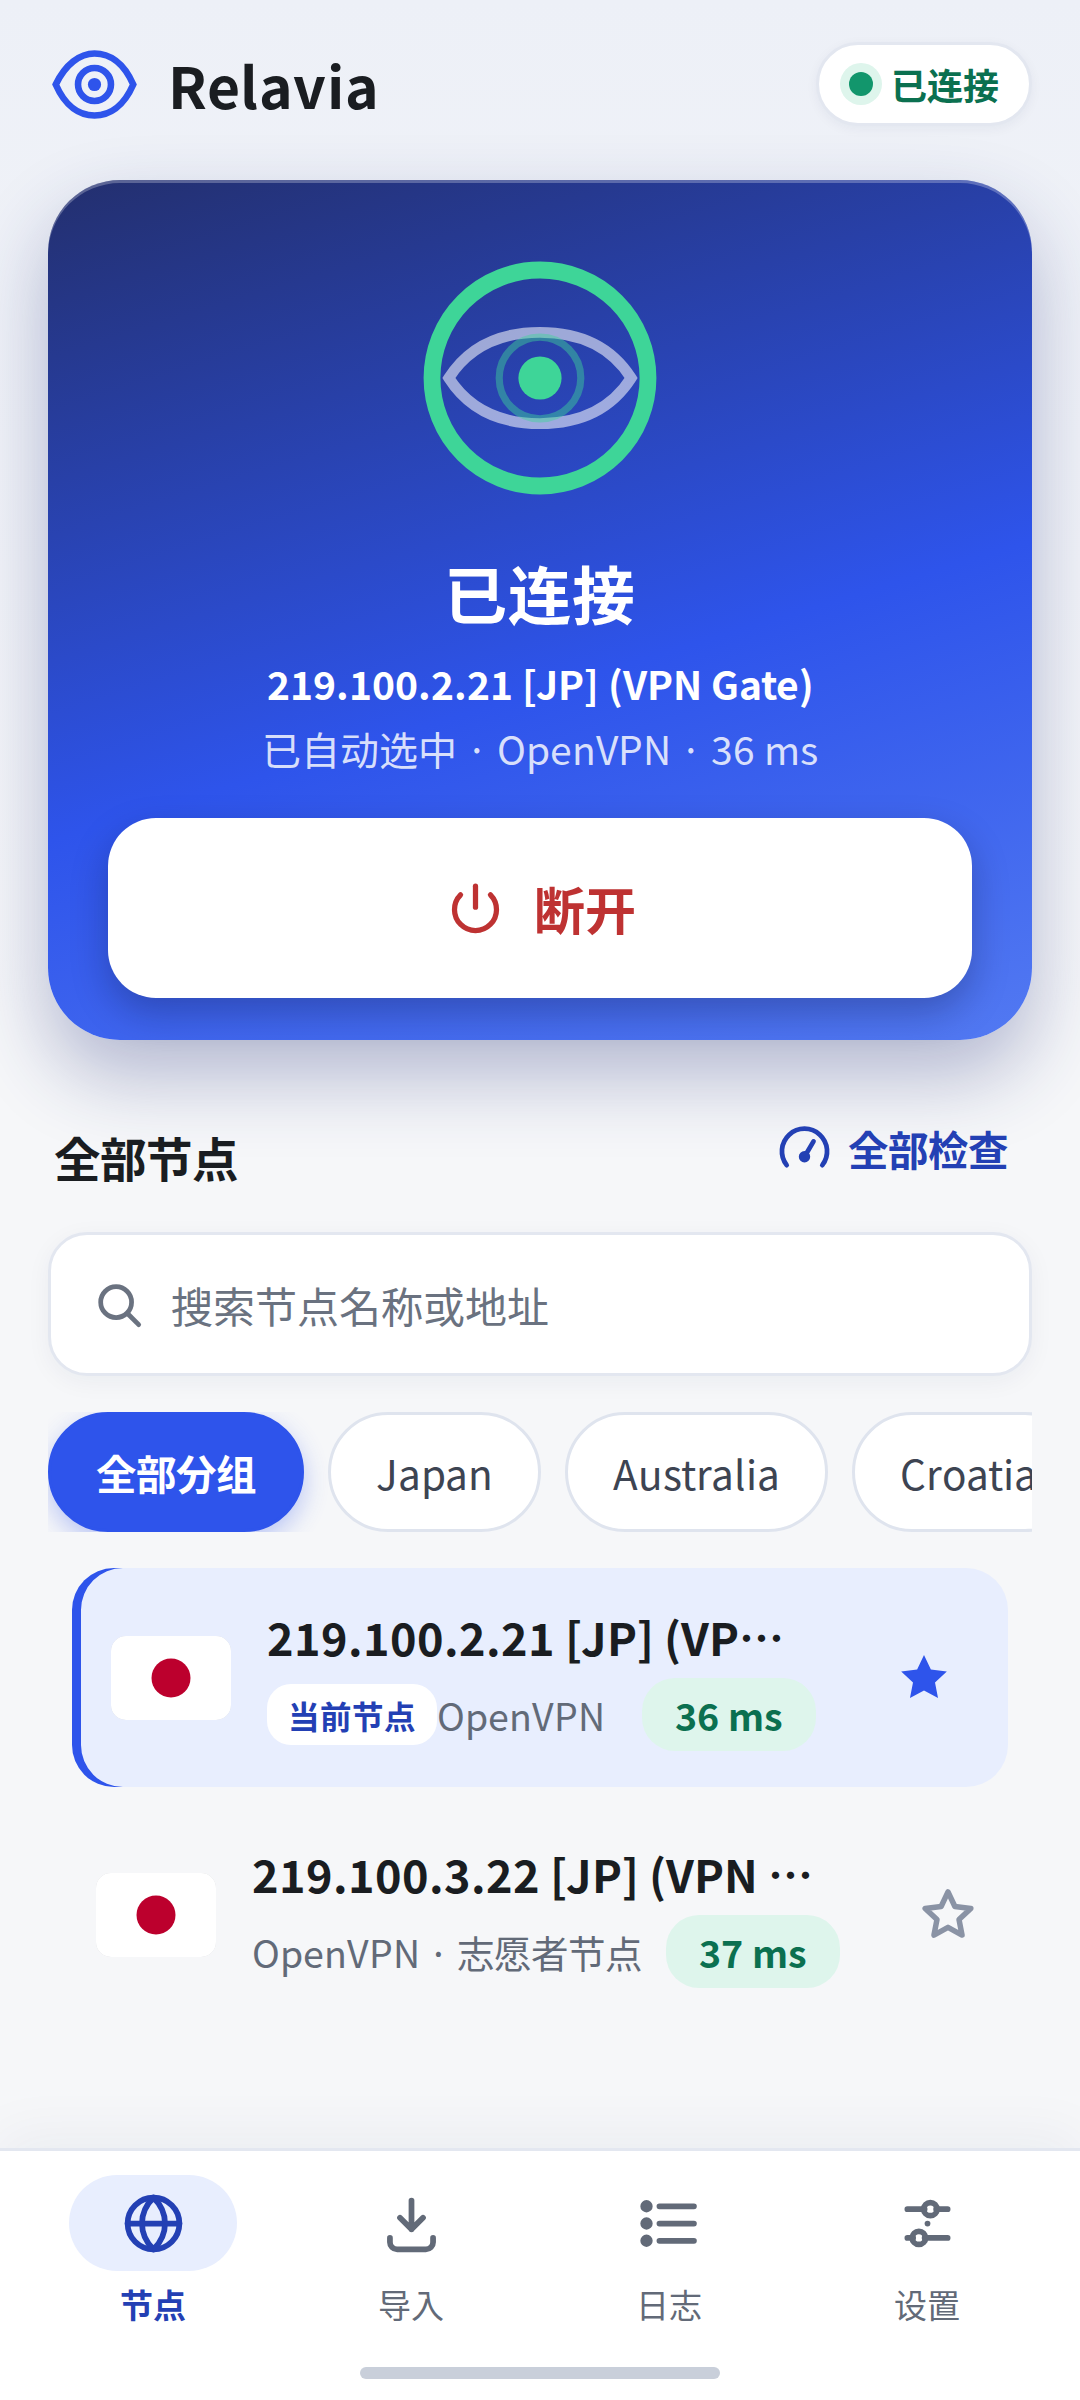 Relavia
已连接
已连接
219.100.2.21 [JP] (VPN Gate)
已自动选中 · OpenVPN · 36 ms
断开
全部节点
全部检查
搜索节点名称或地址
全部分组
Japan
Australia
Croatia
219.100.2.21 [JP] (VP…
当前节点
OpenVPN
36 ms
219.100.3.22 [JP] (VPN …
OpenVPN · 志愿者节点
37 ms
节点
导入
日志
设置